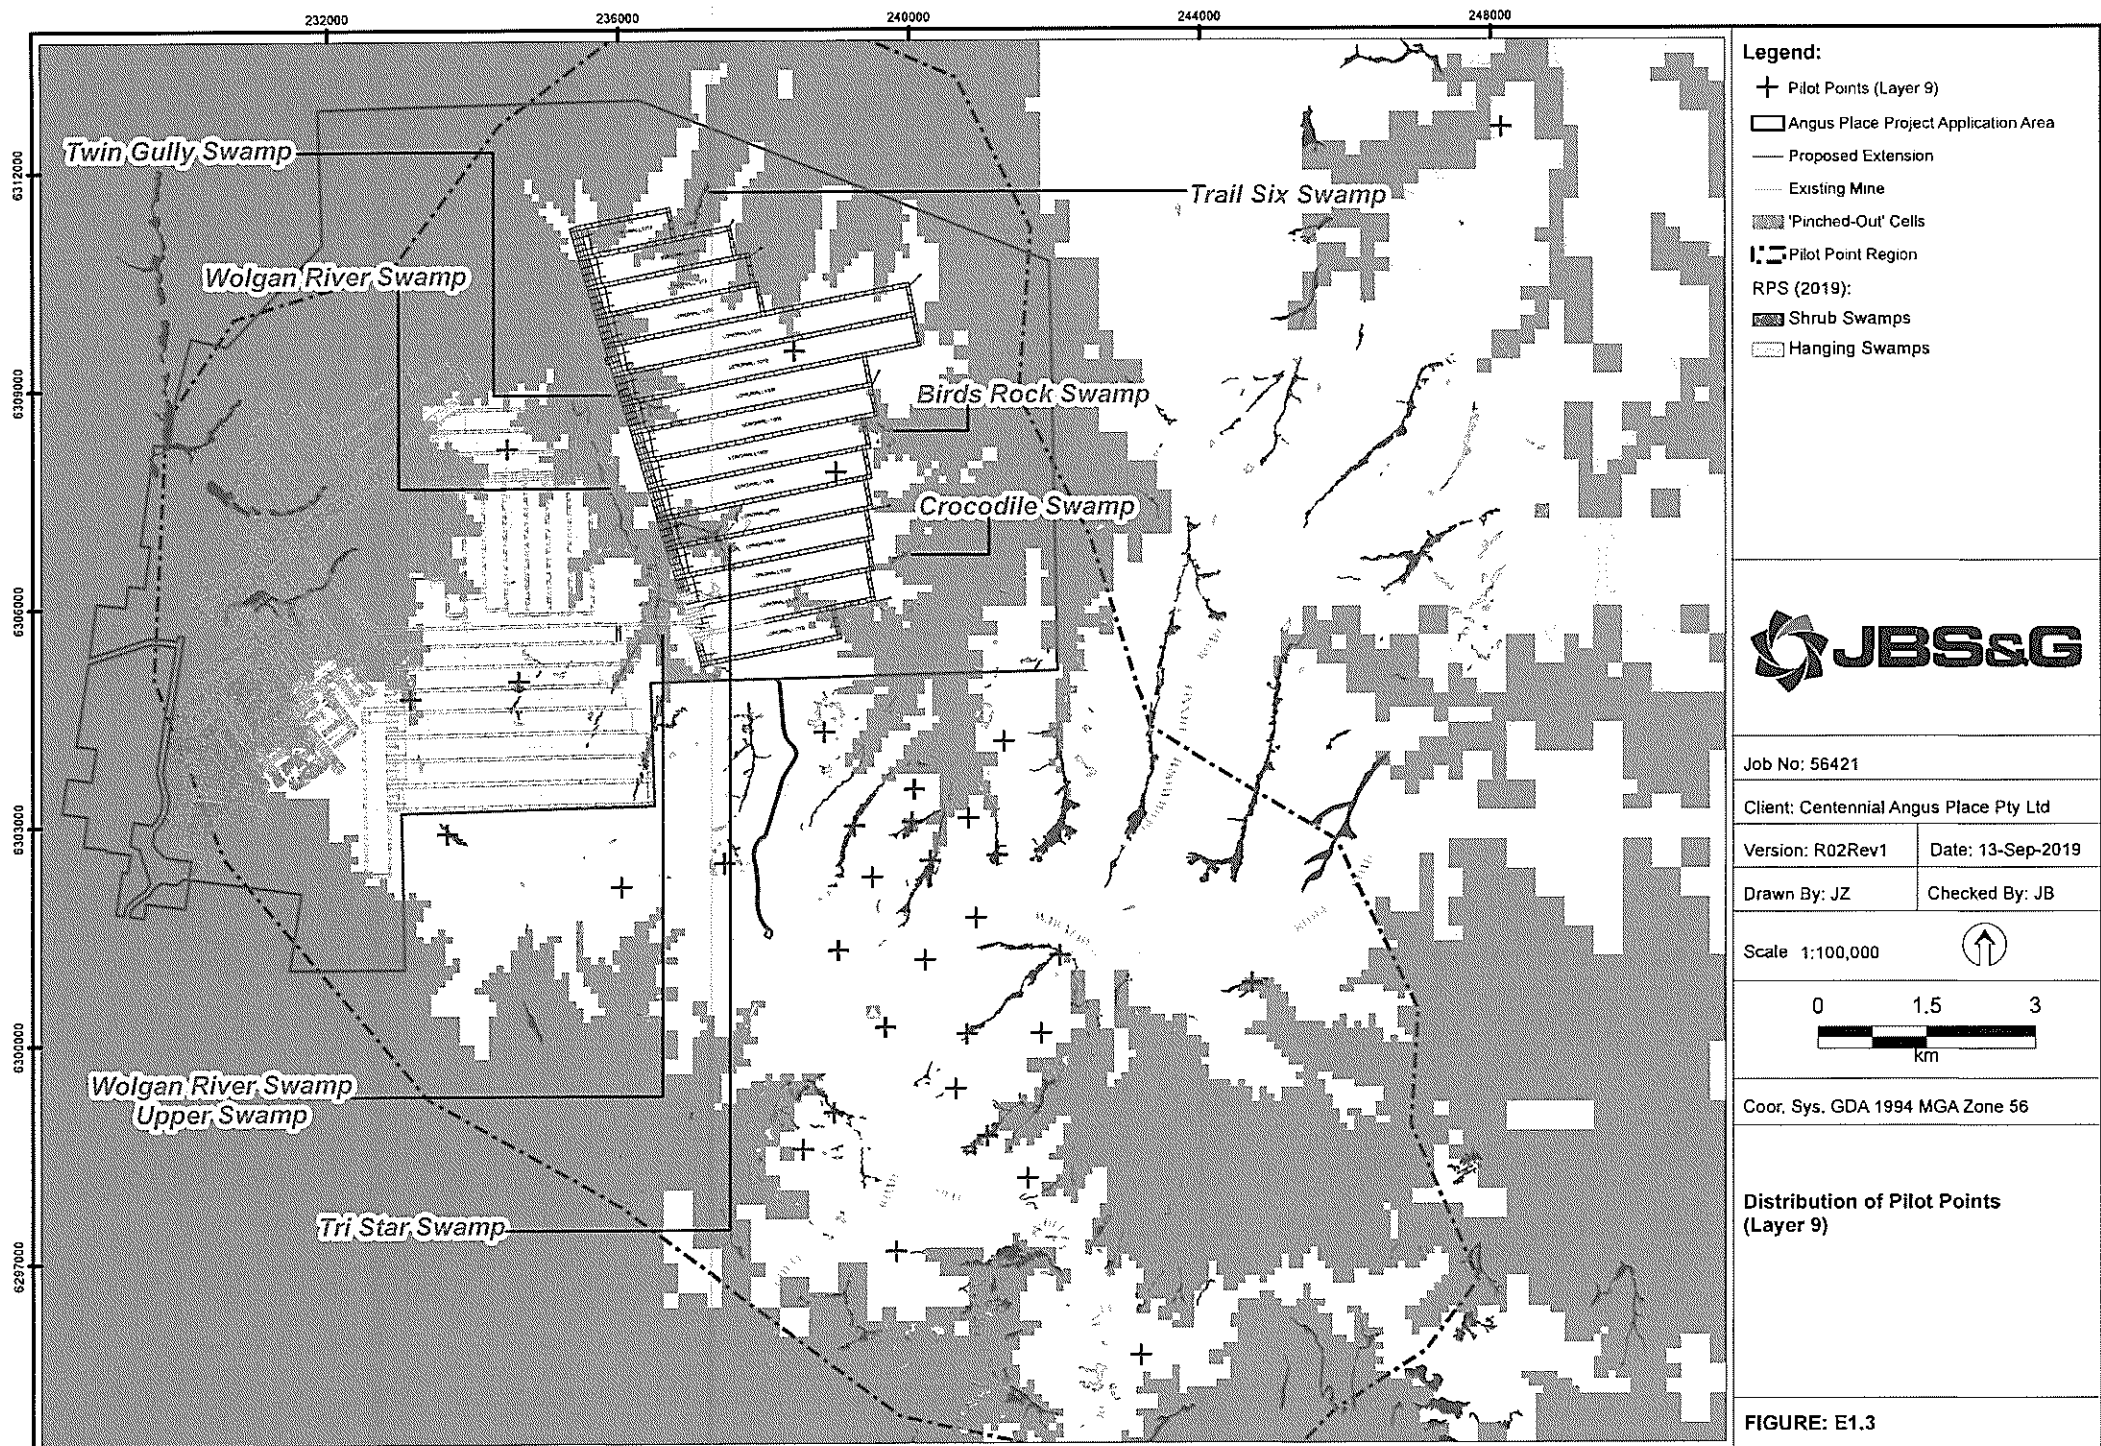 232000
236000
240000
244000
248000
6312000
6309000
6306000
6303000
6300000
6297000
Twin Gully Swamp
Trail Six Swamp
Wolgan River Swamp
Birds Rock Swamp
Crocodile Swamp
Wolgan River Swamp
Upper Swamp
Tri Star Swamp
Legend:
Pilot Points (Layer 9)
Angus Place Project Application Area
Proposed Extension
Existing Mine
'Pinched-Out' Cells
Pilot Point Region
RPS (2019):
Shrub Swamps
Hanging Swamps
JBS&G
Job No: 56421
Client: Centennial Angus Place Pty Ltd
Version: R02Rev1
Date: 13-Sep-2019
Drawn By: JZ
Checked By: JB
Scale 1:100,000
0 1.5 3
km
Coor. Sys. GDA 1994 MGA Zone 56
Distribution of Pilot Points
(Layer 9)
FIGURE: E1.3